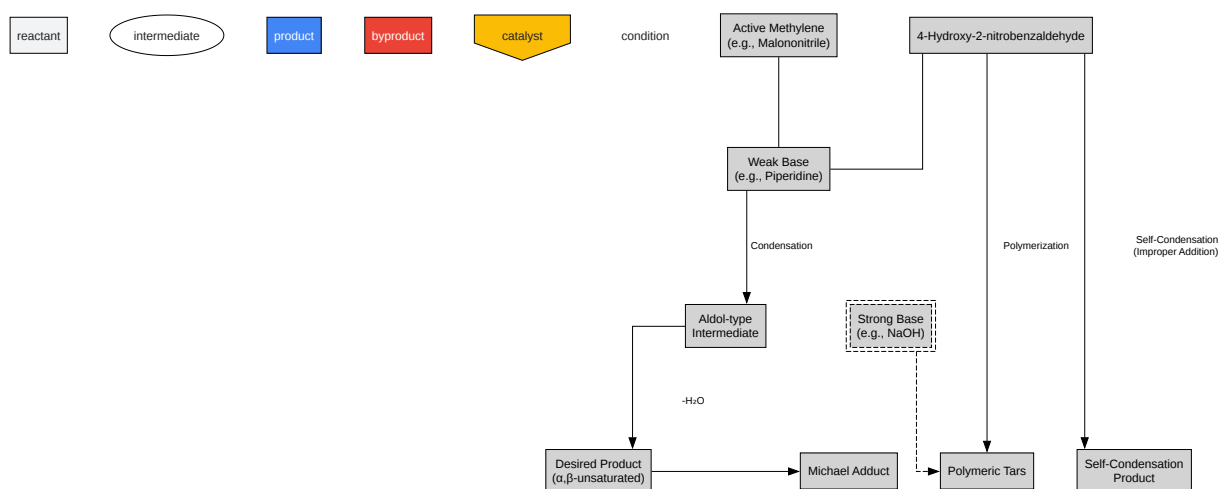 reactant
intermediate
product
byproduct
catalyst
condition
Active Methylene
(e.g., Malononitrile)
4-Hydroxy-2-nitrobenzaldehyde
Weak Base
(e.g., Piperidine)
Condensation
Polymerization
Self-Condensation
(Improper Addition)
Aldol-type
Intermediate
Strong Base
(e.g., NaOH)
-H₂O
Desired Product
(α,β-unsaturated)
Michael Adduct
Polymeric Tars
Self-Condensation
Product